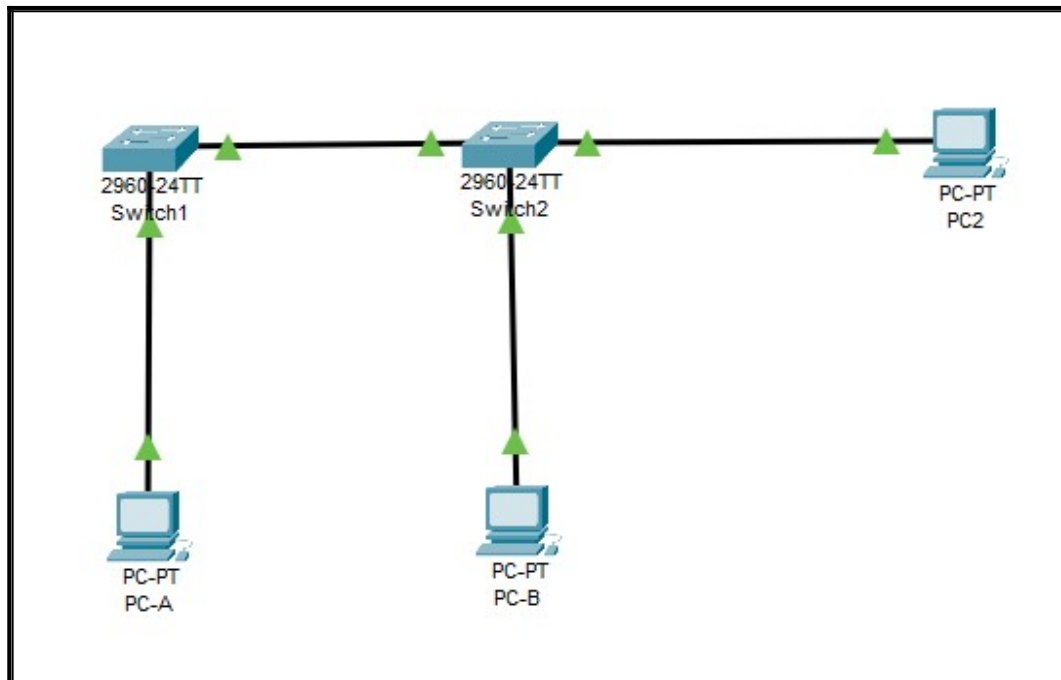 2960-24TT
Switch1
2960-24TT
Switch2
PC-PT
PC2
PC-PT
PC-A
PC-PT
PC-B